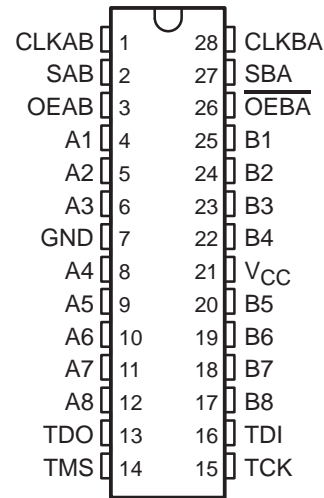 CLKAB 1 28 CLKBA
SAB 2 27 SBA
OEAB 3 26 OEBA
A1 4 25 B1
A2 5 24 B2
A3 6 23 B3
GND 7 22 B4
A4 8 21 VCC
A5 9 20 B5
A6 10 19 B6
A7 11 18 B7
A8 12 17 B8
TDO 13 16 TDI
TMS 14 15 TCK